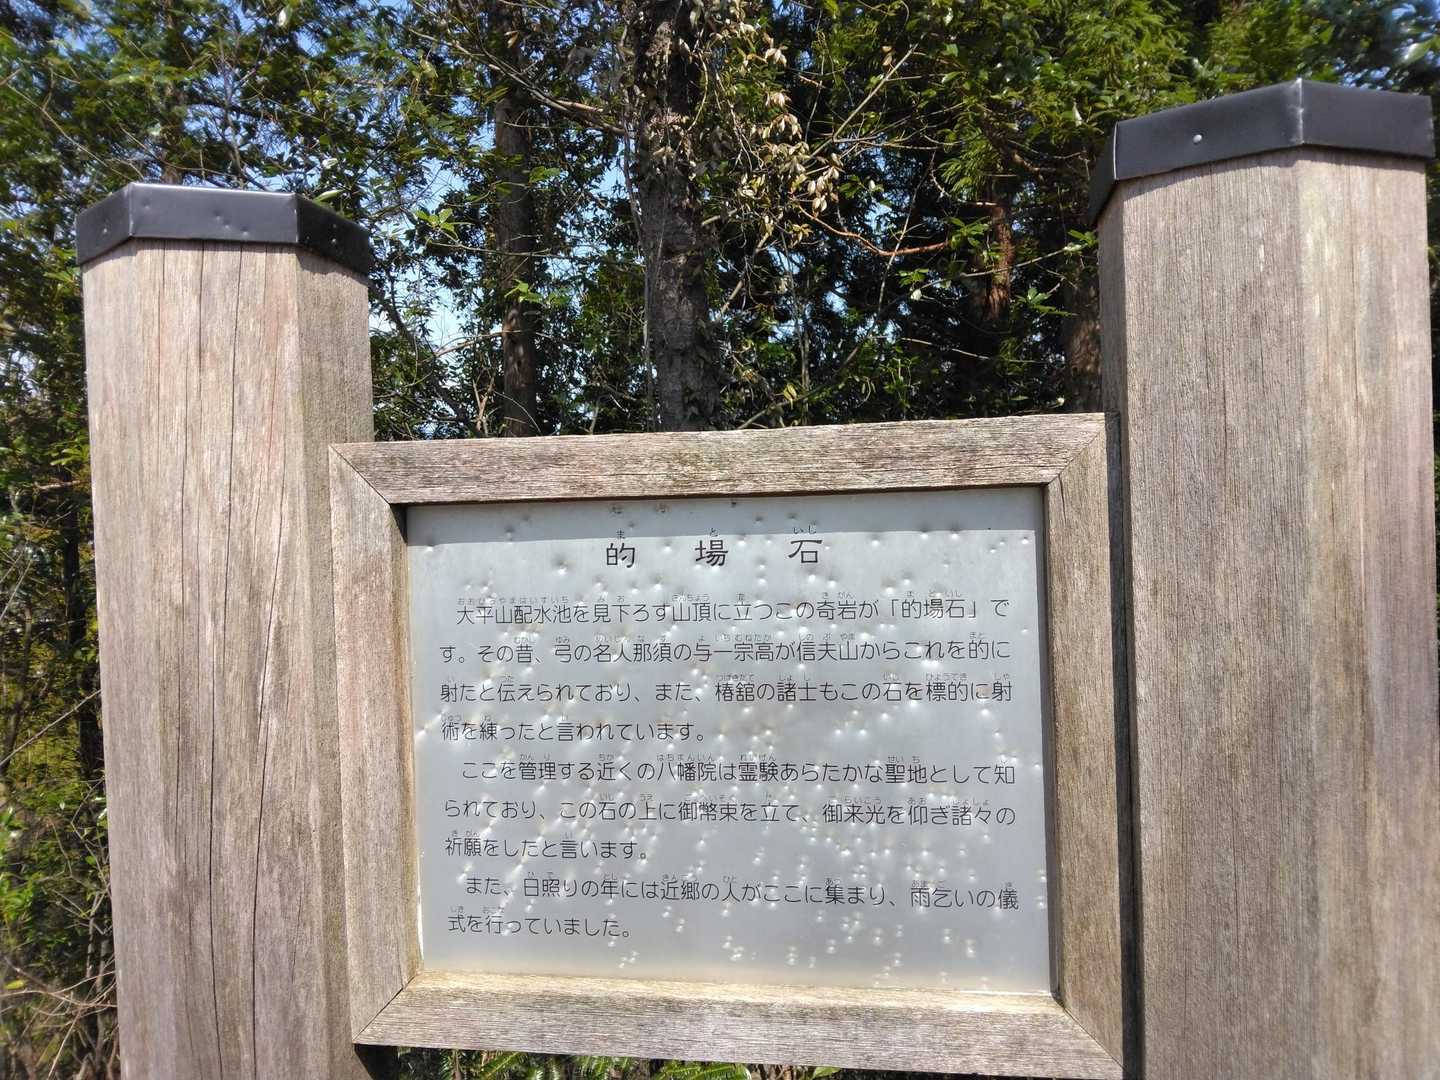 的場石
大平山配水池を見下ろす山頂に立つこの奇岩が「的場石」で
す。その昔、弓の名人那須の与一宗高が信夫山からこれを的に
射たと伝えられており、また、椿舘の諸士もこの石を標的に射
術を練ったと言われています。
ここを管理する近くの八幡院は霊験あらたかな聖地として知
られており、この石の上に御幣束を立て、御来光を仰ぎ諸々の
祈願をしたと言います。
また、日照りの年には近郷の人がここに集まり、雨乞いの儀
式を行っていました。